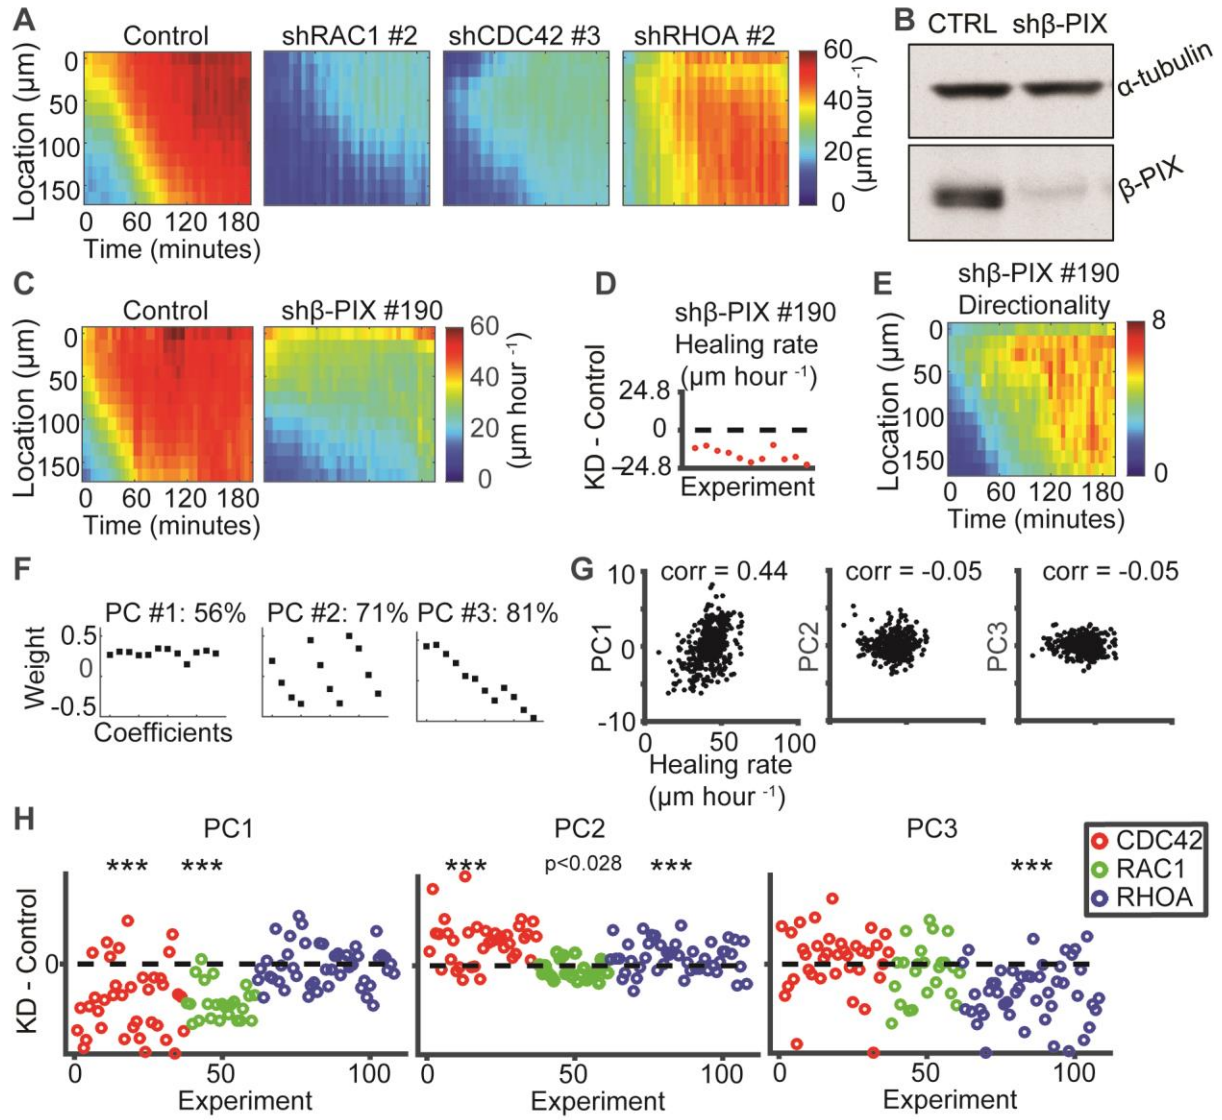 A
Control
shRAC1 #2
shCDC42 #3
shRHOA #2
Location (µm)
0
50
100
150
0 60 120 180
Time (minutes)
60
40
20
0
(µm hour -1)
B
CTRL shβ-PIX
α-tubulin
β-PIX
C
Control
shβ-PIX #190
Location (µm)
0
50
100
150
0 60 120 180
Time (minutes)
60
40
20
0
(µm hour -1)
D
shβ-PIX #190
Healing rate
(µm hour -1)
KD - Control
24.8
0
-24.8
Experiment
E
shβ-PIX #190
Directionality
Location (µm)
0
50
100
150
0 60 120 180
Time (minutes)
8
0
F
PC #1: 56%
PC #2: 71%
PC #3: 81%
Weight
0.5
0
-0.5
Coefficients
G
corr = 0.44
corr = -0.05
corr = -0.05
PC1
10
0
-10
0 50 100
Healing rate
(µm hour -1)
PC2
PC3
H
PC1
PC2
PC3
*** ***
*** p<0.028 ***
***
CDC42
RAC1
RHOA
KD - Control
0
0 50 100
Experiment
0 50 100
Experiment
0 50 100
Experiment